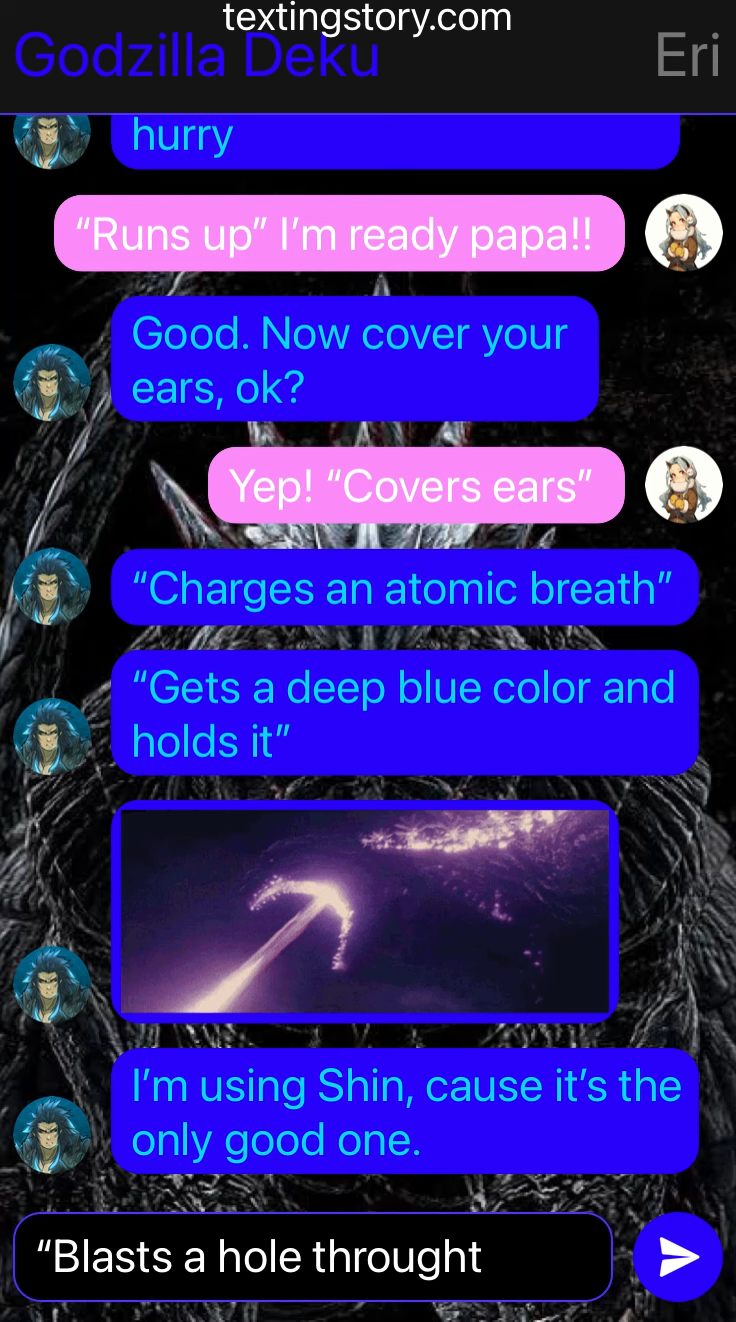 textingstory.com
Godzilla Deku
Eri
hurry
“Runs up” I’m ready papa!!
Good. Now cover your
ears, ok?
Yep! “Covers ears”
“Charges an atomic breath”
“Gets a deep blue color and
holds it”
I’m using Shin, cause it’s the
only good one.
“Blasts a hole throught